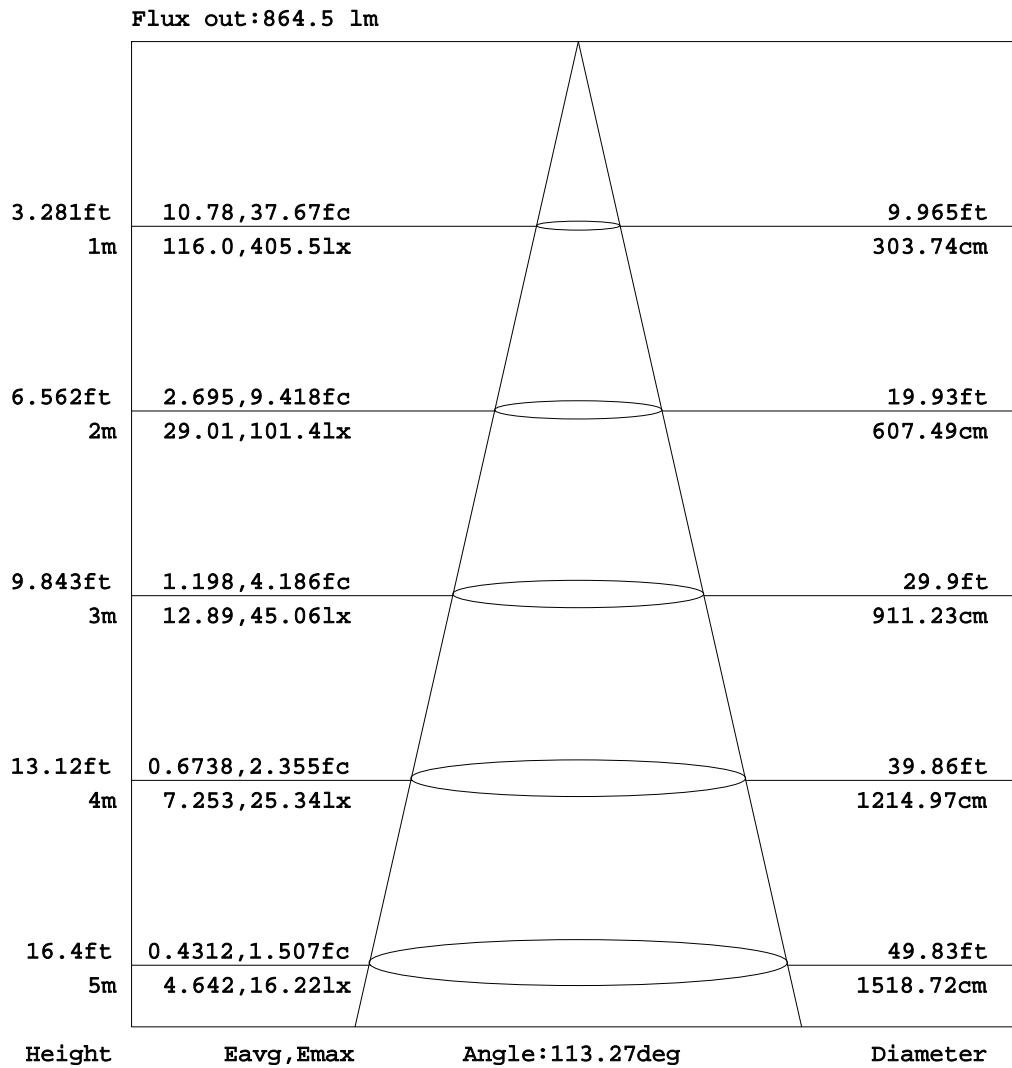 Flux out:864.5 lm
3.281ft 10.78,37.67fc 9.965ft
1m 116.0,405.5lx 303.74cm
6.562ft 2.695,9.418fc 19.93ft
2m 29.01,101.4lx 607.49cm
9.843ft 1.198,4.186fc 29.9ft
3m 12.89,45.06lx 911.23cm
13.12ft 0.6738,2.355fc 39.86ft
4m 7.253,25.34lx 1214.97cm
16.4ft 0.4312,1.507fc 49.83ft
5m 4.642,16.22lx 1518.72cm
Height Eavg,Emax Angle:113.27deg Diameter